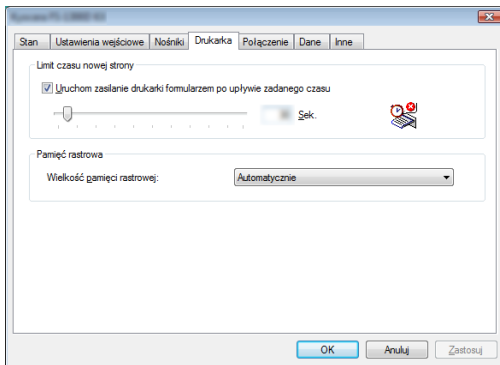 Stan Ustawienia wejściowe Nośniki Drukarka Połączenie Dane Inne
Limit czasu nowej strony
Uruchom zasilanie drukarki formularzem po upływie zadanego czasu
Sek.
Pamięć rastrowa
Wielkość pamięci rastrowej: Automatycznie
OK Anuluj Zastosuj